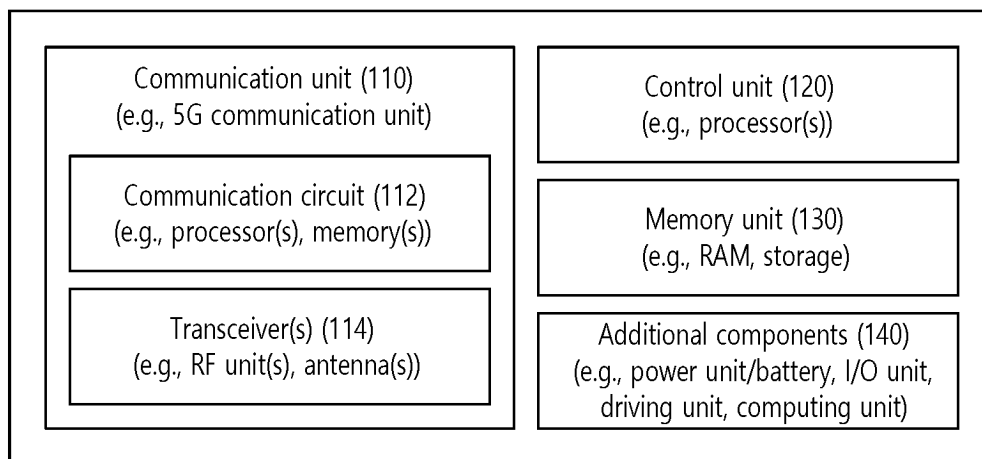 Communication unit (110)
(e.g., 5G communication unit)
Communication circuit (112)
(e.g., processor(s), memory(s))
Transceiver(s) (114)
(e.g., RF unit(s), antenna(s))
Control unit (120)
(e.g., processor(s))
Memory unit (130)
(e.g., RAM, storage)
Additional components (140)
(e.g., power unit/battery, I/O unit,
driving unit, computing unit)